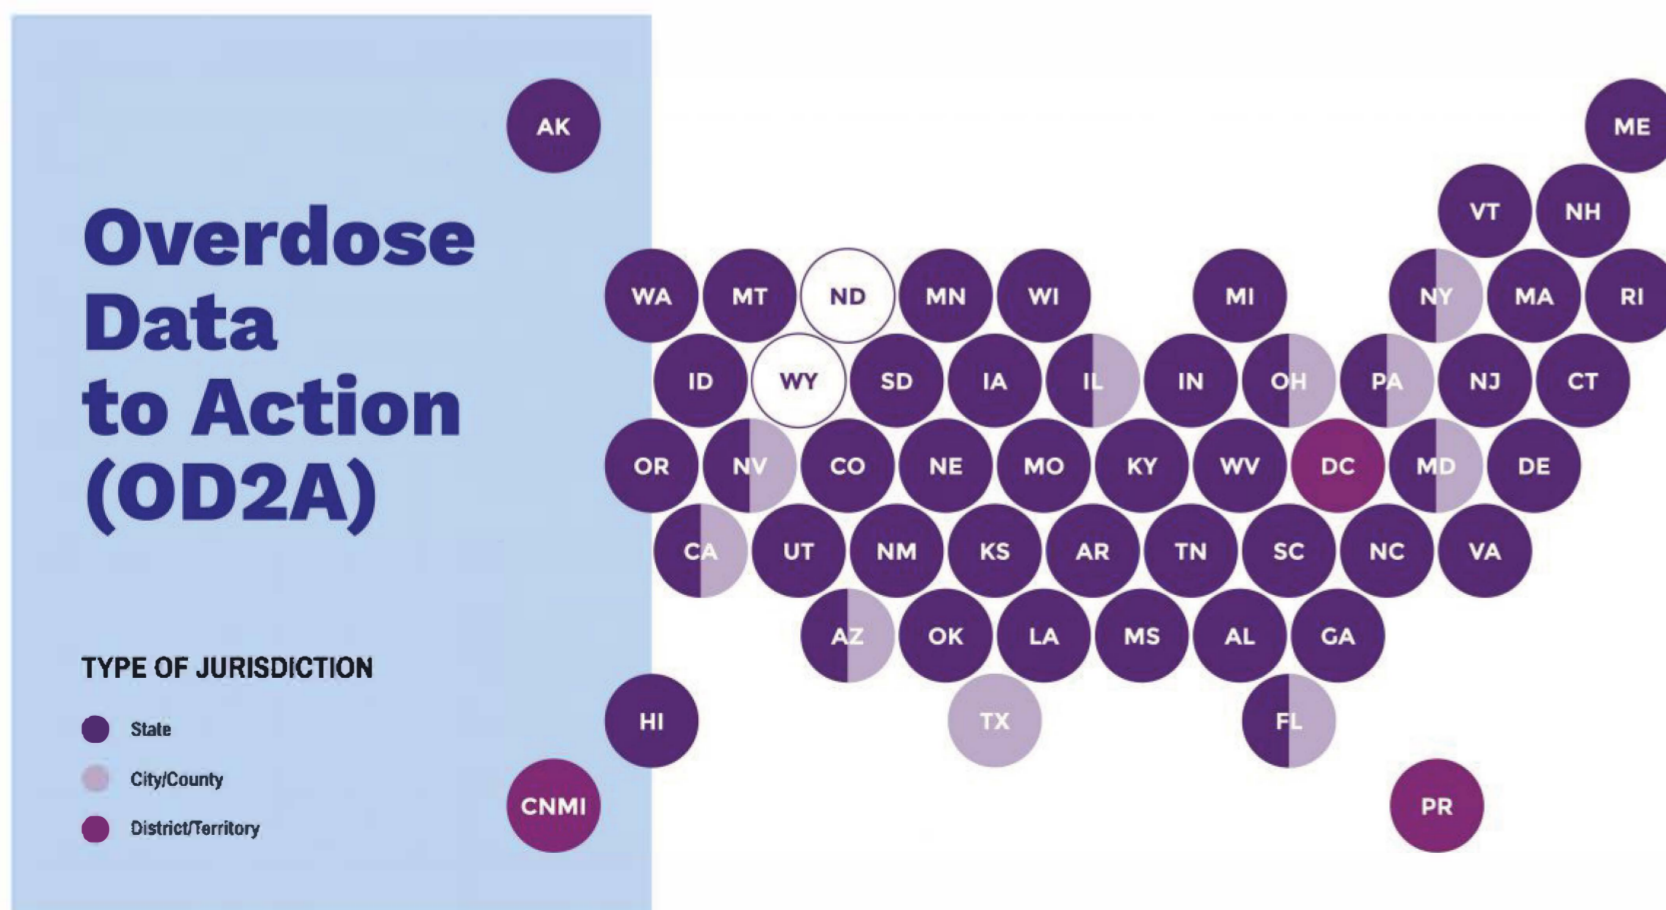 Overdose
Data
to Action
(OD2A)
TYPE OF JURISDICTION
State
City/County
District/Territory
AK
ME
VT NH
WA MT ND MN WI MI NY MA RI
ID WY SD IA IL IN OH PA NJ CT
OR NV CO NE MO KY WV DC MD DE
CA UT NM KS AR TN SC NC VA
AZ OK LA MS AL GA
HI TX FL
CNMI PR